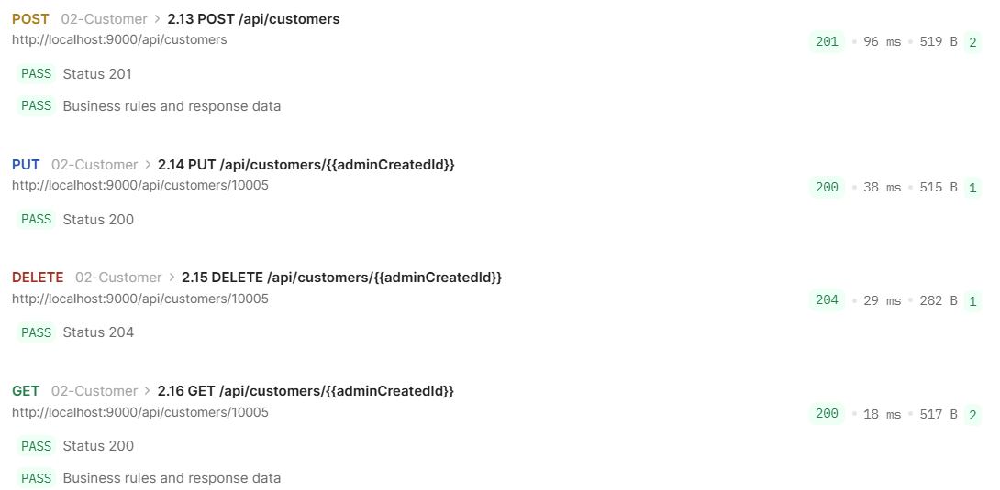 POST 02-Customer > 2.13 POST /api/customers
http://localhost:9000/api/customers
201 • 96 ms • 519 B 2
PASS Status 201
PASS Business rules and response data
PUT 02-Customer > 2.14 PUT /api/customers/{{adminCreatedId}}
http://localhost:9000/api/customers/10005
200 • 38 ms • 515 B 1
PASS Status 200
DELETE 02-Customer > 2.15 DELETE /api/customers/{{adminCreatedId}}
http://localhost:9000/api/customers/10005
204 • 29 ms • 282 B 1
PASS Status 204
GET 02-Customer > 2.16 GET /api/customers/{{adminCreatedId}}
http://localhost:9000/api/customers/10005
200 • 18 ms • 517 B 2
PASS Status 200
PASS Business rules and response data